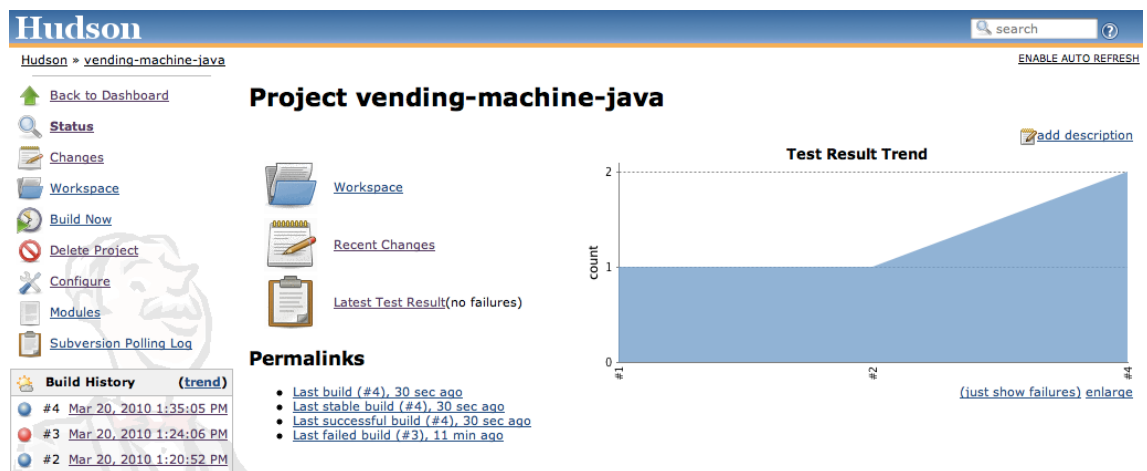 Hudson
search
Hudson » vending-machine-java
ENABLE AUTO REFRESH
Back to Dashboard
Status
Changes
Workspace
Build Now
Delete Project
Configure
Modules
Subversion Polling Log
Build History (trend)
#4 Mar 20, 2010 1:35:05 PM
#3 Mar 20, 2010 1:24:06 PM
#2 Mar 20, 2010 1:20:52 PM
Project vending-machine-java
add description
Workspace
Recent Changes
Latest Test Result(no failures)
Test Result Trend
count
2
1
0
#1
#2
#4
(just show failures) enlarge
Permalinks
Last build (#4), 30 sec ago
Last stable build (#4), 30 sec ago
Last successful build (#4), 30 sec ago
Last failed build (#3), 11 min ago